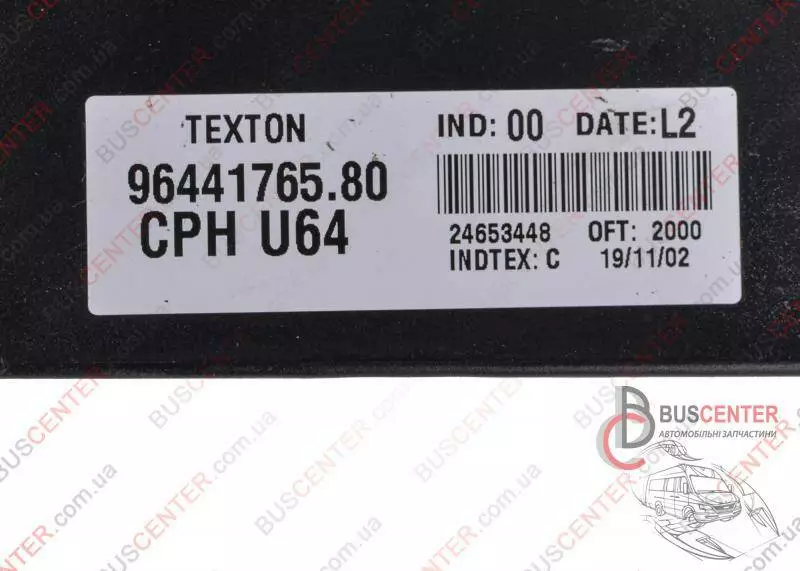 TEXTON
96441765.80
CPH U64
IND: 00 DATE:L2
24653448 OFT: 2000
INDTEX: C 19/11/02
BUSCENTER
АВТОМОБІЛЬНІ ЗАПЧАСТИНИ
BUSCENTER.com.ua